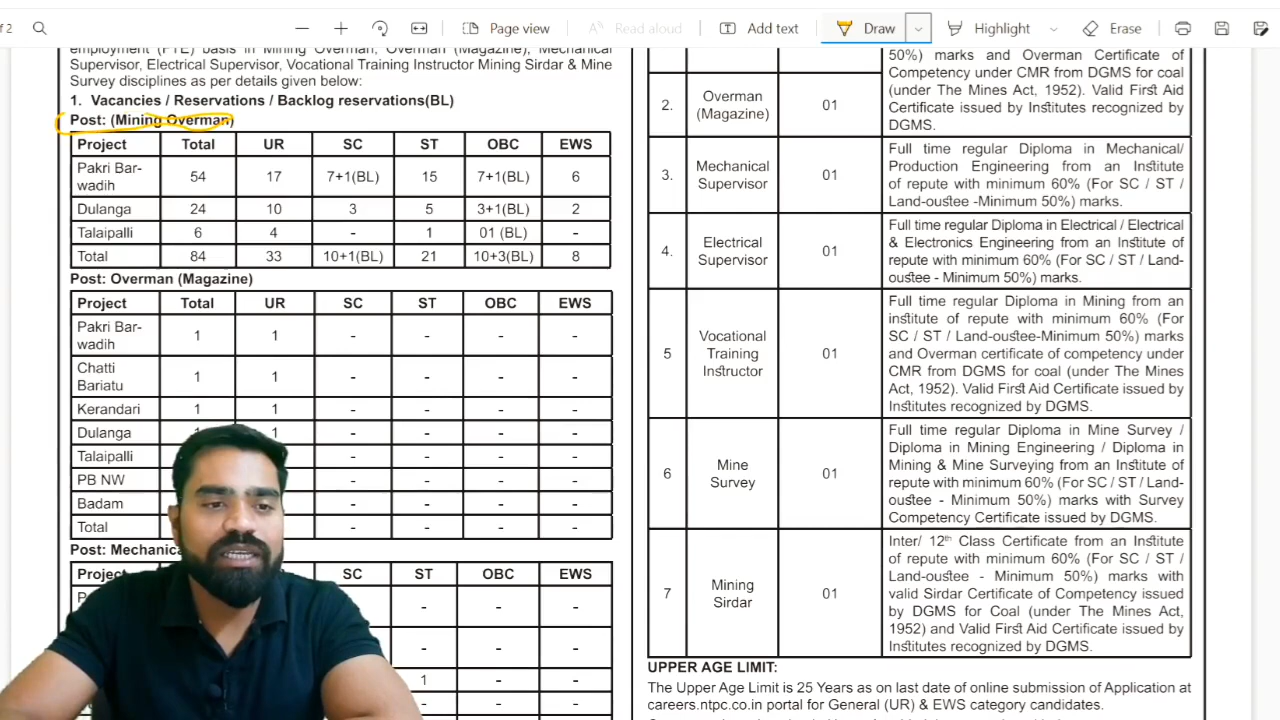 of 2
Page view
Read aloud
Add text
Draw
Highlight
Erase
employment (FTE) basis in Mining Overman, Overman (Magazine), Mechanical
Supervisor, Electrical Supervisor, Vocational Training Instructor Mining Sirdar & Mine
Survey disciplines as per details given below:
1. Vacancies / Reservations / Backlog reservations(BL)
Post: (Mining Overman)
Project Total UR SC ST OBC EWS
Pakri Bar-
wadih 54 17 7+1(BL) 15 7+1(BL) 6
Dulanga 24 10 3 5 3+1(BL) 2
Talaipalli 6 4 - 1 01 (BL) -
Total 84 33 10+1(BL) 21 10+3(BL) 8
Post: Overman (Magazine)
Project Total UR SC ST OBC EWS
Pakri Bar-
wadih 1 1 - - - -
Chatti
Bariatu 1 1 - - - -
Kerandari 1 1 - - - -
Dulanga 1 1 - - - -
Talaipalli - - - -
PB NW - - - -
Badam - - - -
Total - - - -
Post: Mechanica
Project SC ST OBC EWS
- - -
- - -
1 - -
- - -
50%) marks and Overman Certificate of
Competency under CMR from DGMS for coal
(under The Mines Act, 1952). Valid First Aid
Certificate issued by Institutes recognized by
DGMS.
2. Overman
(Magazine) 01
3. Mechanical
Supervisor 01
Full time regular Diploma in Mechanical/
Production Engineering from an Institute
of repute with minimum 60% (For SC / ST /
Land-oustee -Minimum 50%) marks.
4. Electrical
Supervisor 01
Full time regular Diploma in Electrical / Electrical
& Electronics Engineering from an Institute of
repute with minimum 60% (For SC / ST / Land-
oustee - Minimum 50%) marks.
5 Vocational
Training
Instructor 01
Full time regular Diploma in Mining from an
institute of repute with minimum 60% (For
SC / ST / Land-oustee-Minimum 50%) marks
and Overman certificate of competency under
CMR from DGMS for coal (under The Mines
Act, 1952). Valid First Aid Certificate issued by
Institutes recognized by DGMS.
6 Mine
Survey 01
Full time regular Diploma in Mine Survey /
Diploma in Mining Engineering / Diploma in
Mining & Mine Surveying from an Institute of
repute with minimum 60% (For SC / ST / Land-
oustee - Minimum 50%) marks with Survey
Competency Certificate issued by DGMS.
7 Mining
Sirdar 01
Inter/ 12th Class Certificate from an Institute
of repute with minimum 60% (For SC / ST /
Land-oustee - Minimum 50%) marks with
valid Sirdar Certificate of Competency issued
by DGMS for Coal (under The Mines Act,
1952) and Valid First Aid Certificate issued by
Institutes recognized by DGMS.
UPPER AGE LIMIT:
The Upper Age Limit is 25 Years as on last date of online submission of Application at
careers.ntpc.co.in portal for General (UR) & EWS category candidates.